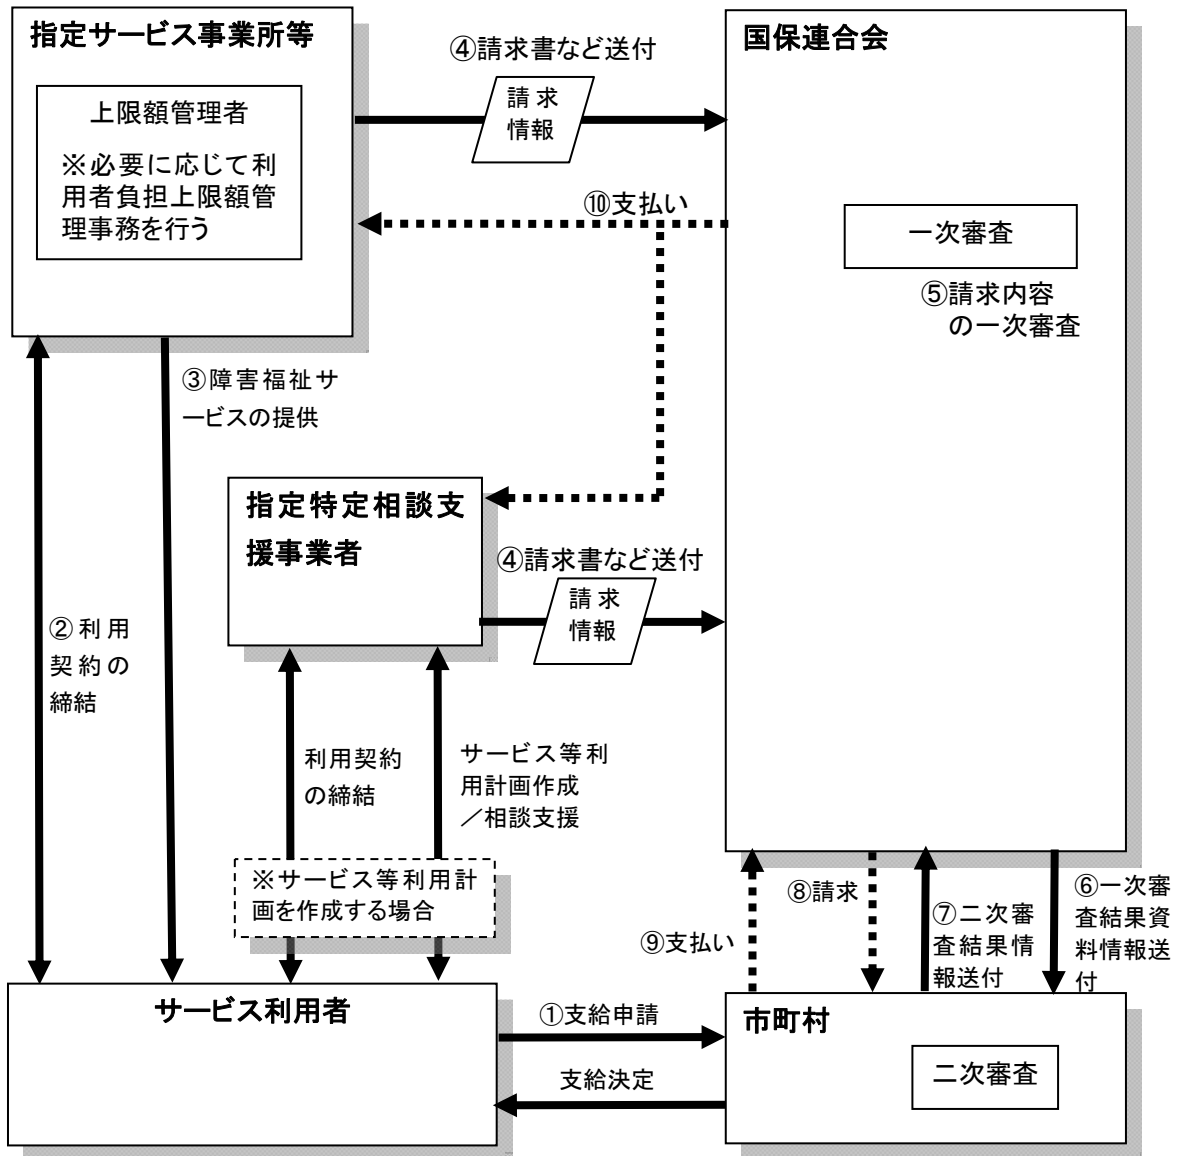 指定サービス事業所等
上限額管理者
※必要に応じて利
用者負担上限額管
理事務を行う
④請求書など送付
請求
情報
国保連合会
⑩支払い
一次審査
⑤請求内容
の一次審査
③障害福祉サ
ービスの提供
指定特定相談支
援事業者
④請求書など送付
請求
情報
②利用
契約の
締結
利用契約
の締結
サービス等利
用計画作成
／相談支援
※サービス等利用計
画を作成する場合
⑨支払い
⑧請求
⑦二次審
査結果情
報送付
⑥一次審
査結果資
料情報送
付
サービス利用者
①支給申請
支給決定
市町村
二次審査